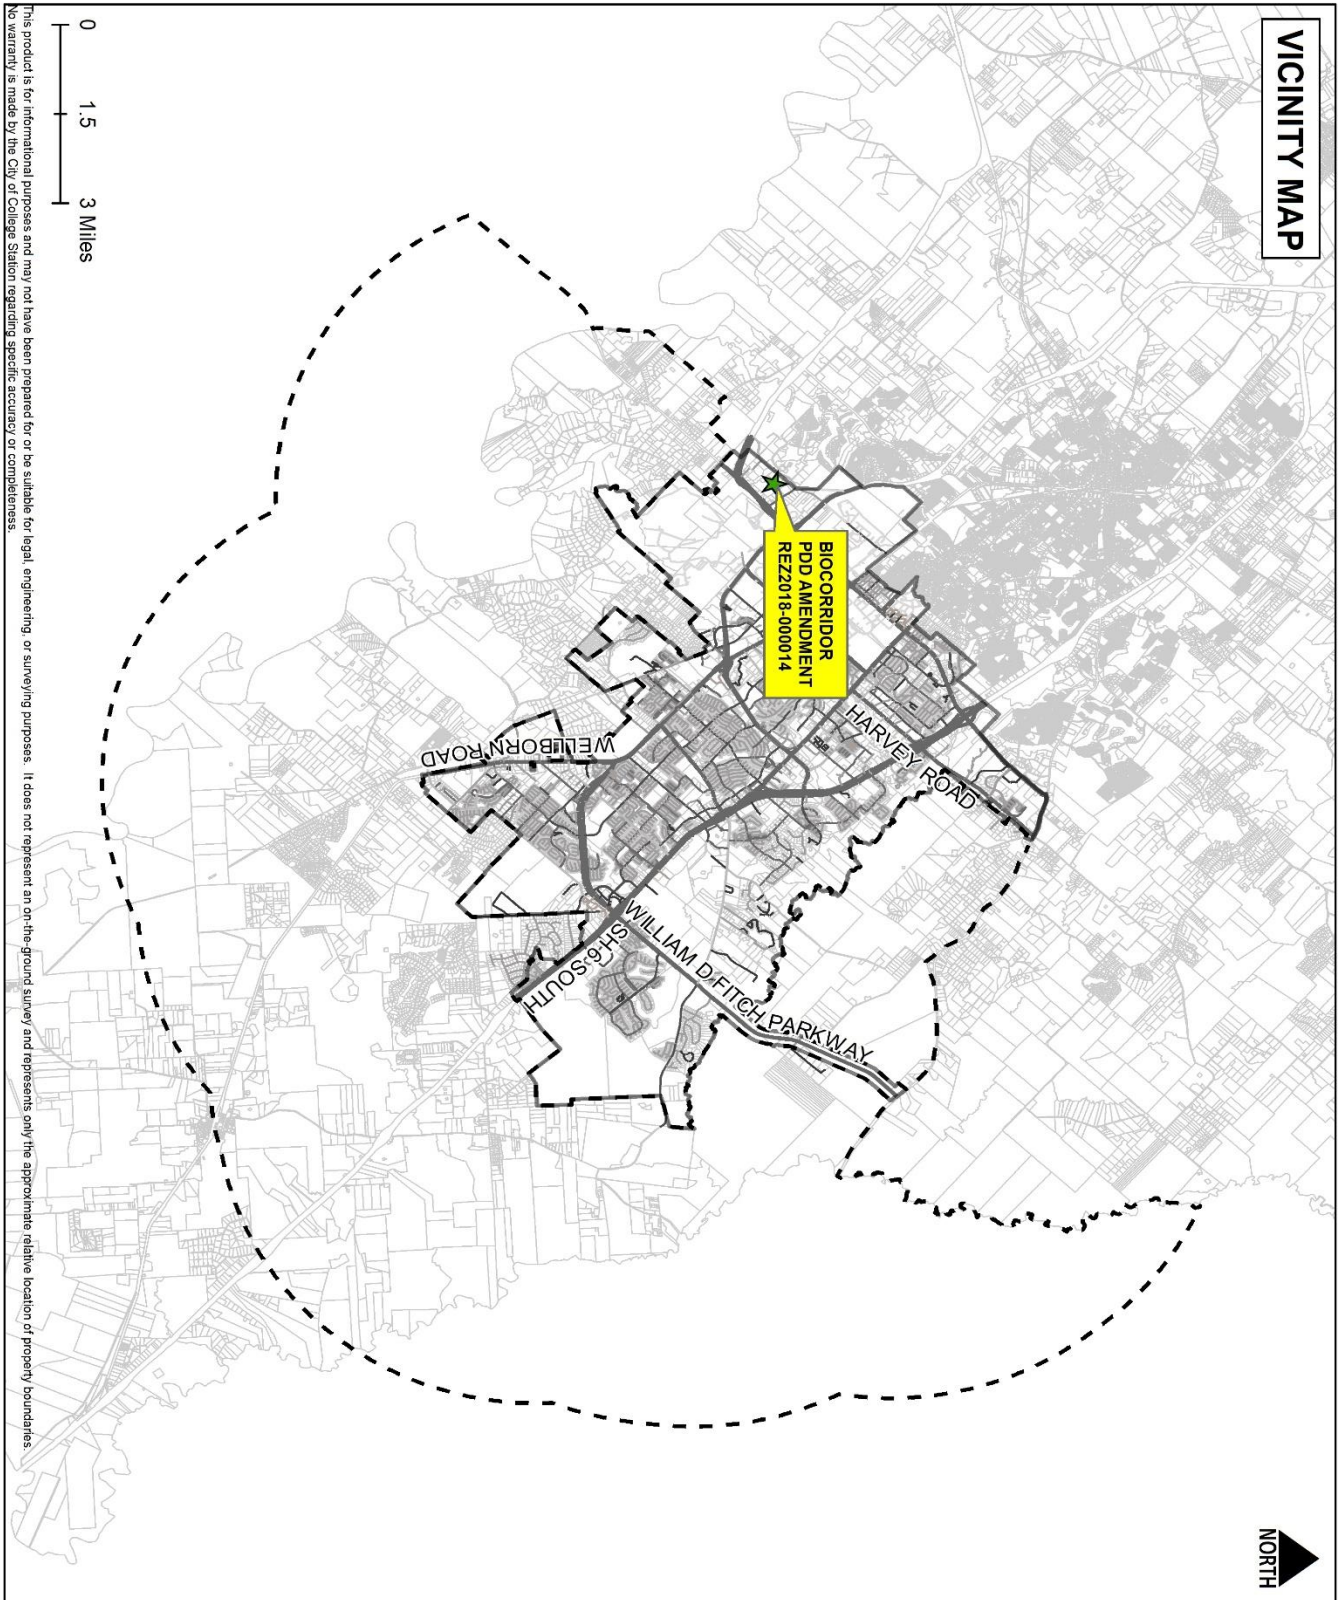 VICINITY MAP
BIOCORRIDOR
PDD AMENDMENT
REZ2018-000014
HARVEY ROAD
WELLBORN ROAD
WILLIAM D FITCH PARKWAY
SH 6 SOUTH
NORTH
0 1.5 3 Miles
This product is for informational purposes and may not have been prepared for or be suitable for legal, engineering, or surveying purposes. It does not represent an on-the-ground survey and represents only the approximate relative location of property boundaries.
No warranty is made by the City of College Station regarding specific accuracy or completeness.